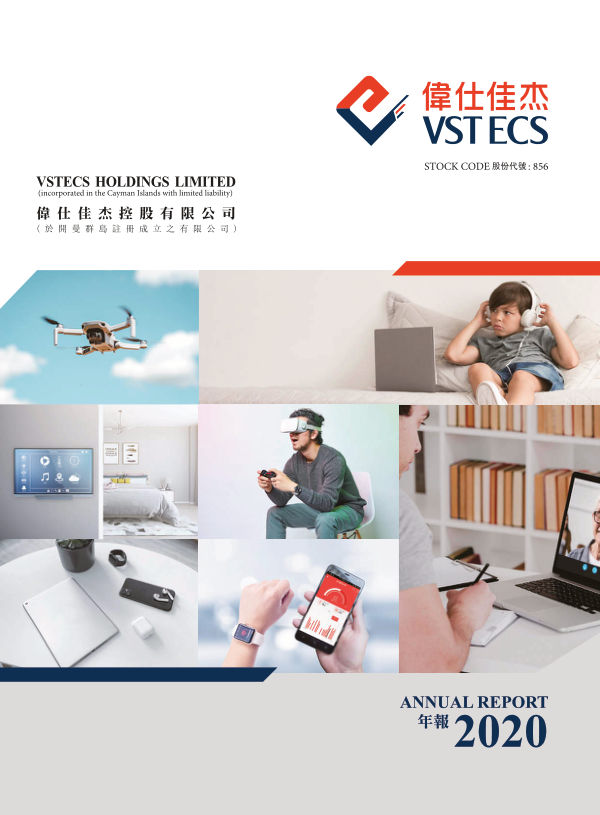 偉仕佳杰
VSTECS
STOCK CODE 股份代號 : 856
VSTECS HOLDINGS LIMITED
(incorporated in the Cayman Islands with limited liability)
偉仕佳杰控股有限公司
(於開曼群島註冊成立之有限公司)
ANNUAL REPORT
年報 2020